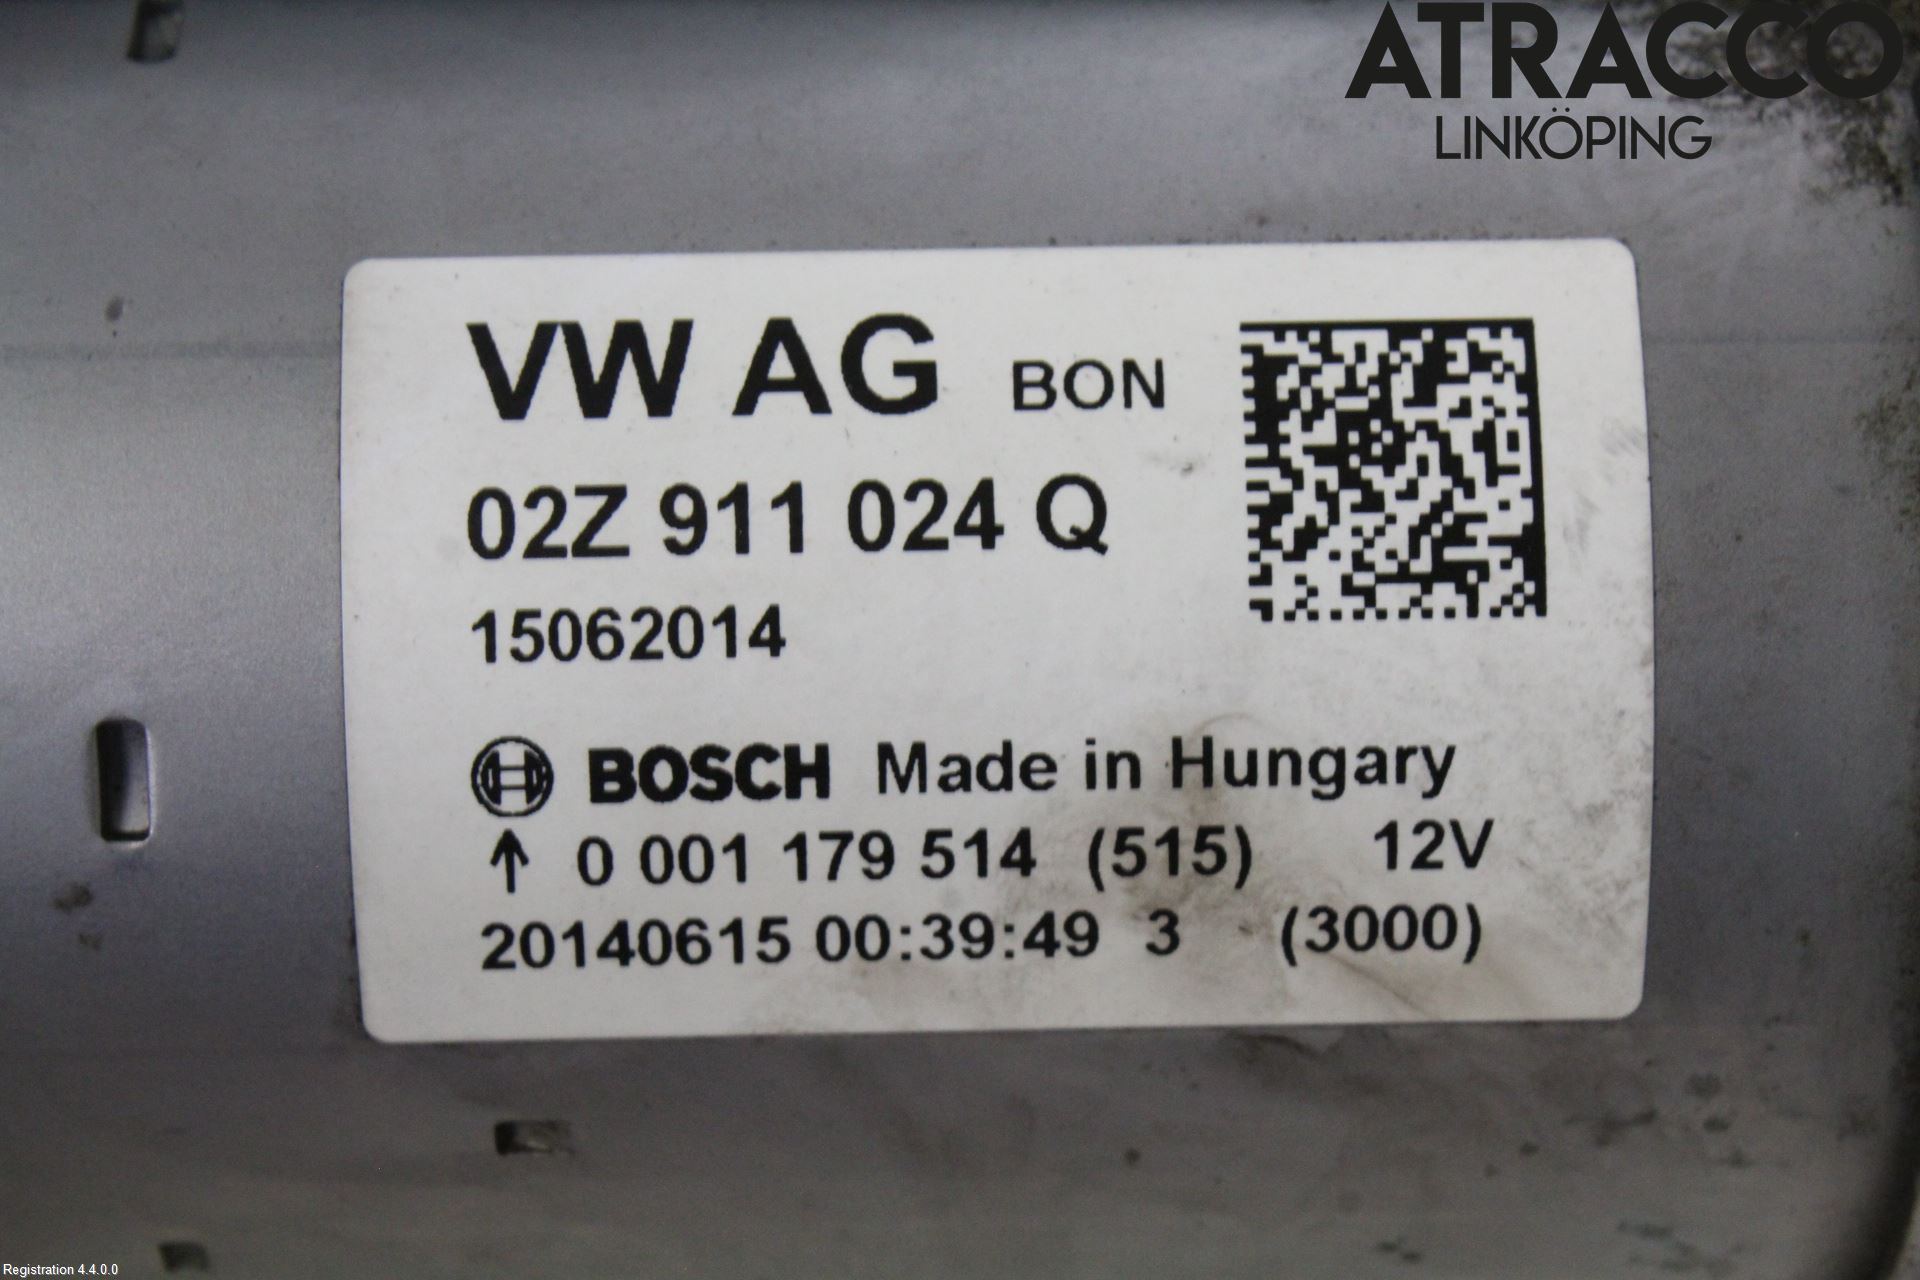 ATRACCO
LINKÖPING
VW AG BON
02Z 911 024 Q
15062014
BOSCH Made in Hungary
↑ 0 001 179 514 (515) 12V
20140615 00:39:49 3 (3000)
Registration 4.4.0.0